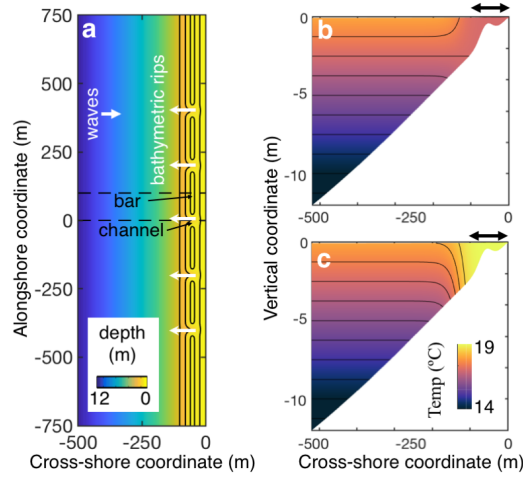 a
750
500
250
0
-250
-500
-750
Alongshore coordinate (m)
waves
bathymetric rips
bar
channel
depth
(m)
12 0
-500 -250 0
Cross-shore coordinate (m)
b
0
-5
-10
-500 0
c
0
-5
-10
Temp (°C)
19
14
-500 0
Vertical coordinate (m)
Cross-shore coordinate (m)